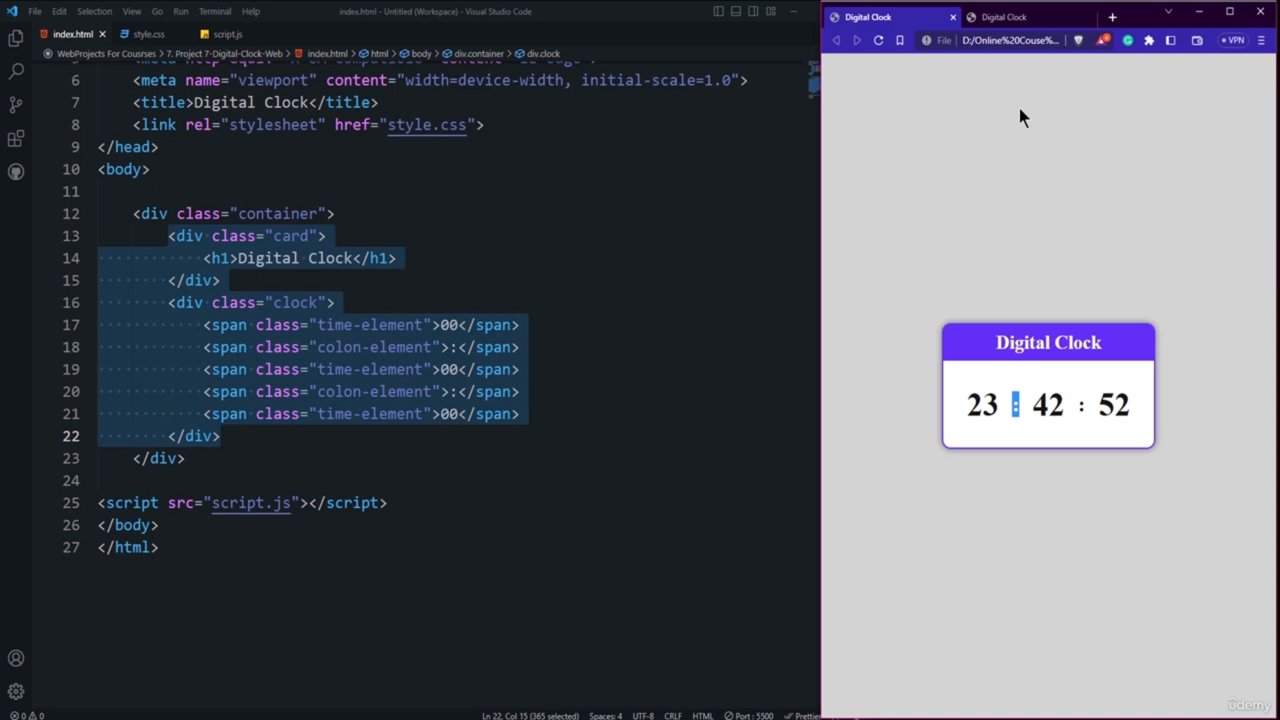 File Edit Selection View Go Run Terminal Help
index.html - Untitled (Workspace) - Visual Studio Code
index.html
style.css
script.js
WebProjects For Coursres > 7. Project 7-Digital-Clock-Web > index.html > html > body > div.container > div.clock
6 <meta name="viewport" content="width=device-width, initial-scale=1.0">
7 <title>Digital Clock</title>
8 <link rel="stylesheet" href="style.css">
9 </head>
10 <body>
11
12 <div class="container">
13 <div class="card">
14 <h1>Digital Clock</h1>
15 </div>
16 <div class="clock">
17 <span class="time-element">00</span>
18 <span class="colon-element">:</span>
19 <span class="time-element">00</span>
20 <span class="colon-element">:</span>
21 <span class="time-element">00</span>
22 </div>
23 </div>
24
25 <script src="script.js"></script>
26 </body>
27 </html>
0 0
Ln 22, Col 15 (365 selected) Spaces: 4 UTF-8 CRLF HTML Port : 5500
Digital Clock
Digital Clock
File D:/Online%20Couse%...
VPN
Digital Clock
23 : 42 : 52
Udemy